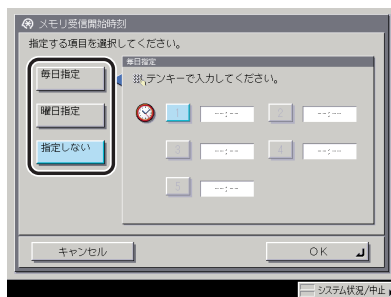 メモリ受信開始時刻
指定する項目を選択してください。
毎日指定
曜日指定
指定しない
毎日指定
テンキーで入力してください。
1 --:-- 2 --:--
3 --:-- 4 --:--
5 --:--
キャンセル
OK
システム状況/中止